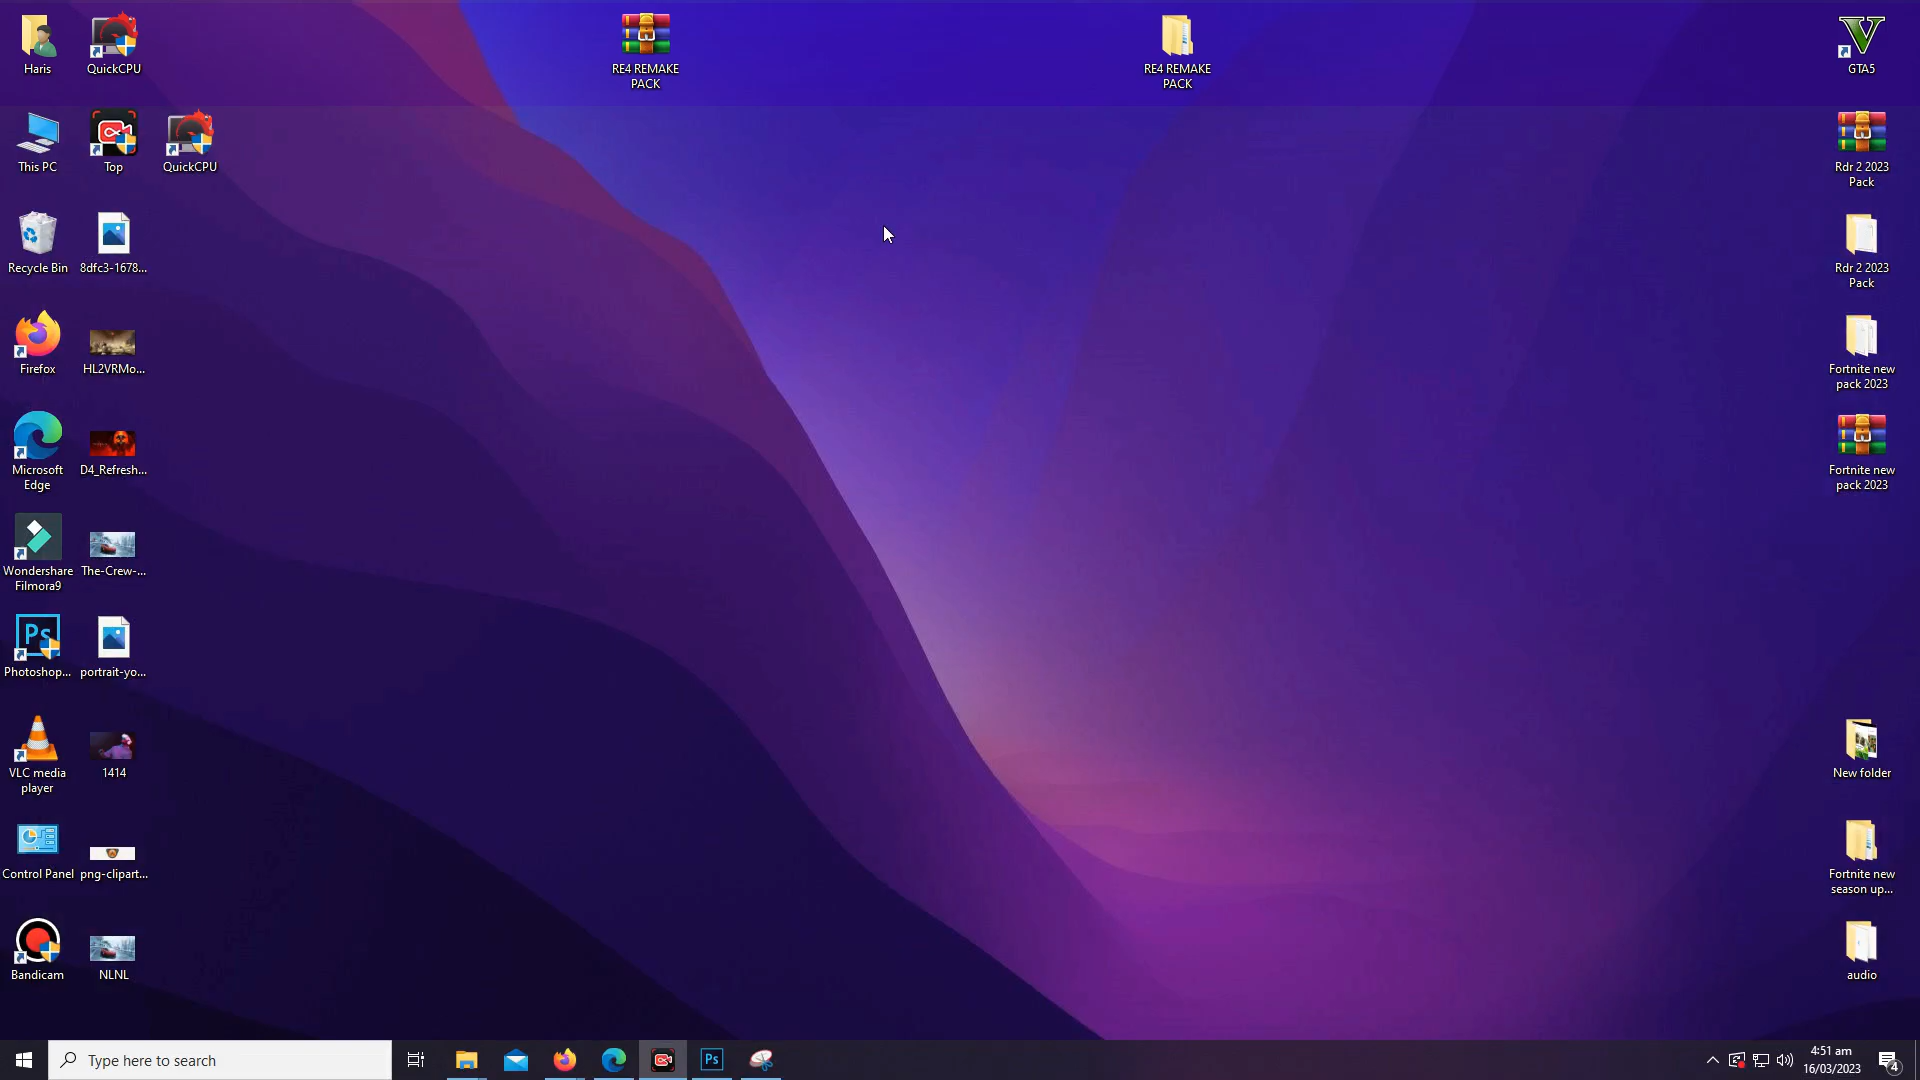 Haris
QuickCPU
RE4 REMAKE
PACK
RE4 REMAKE
PACK
GTA5
This PC
Top
QuickCPU
Rdr 2 2023
Pack
Recycle Bin
8dfc3-1678...
Rdr 2 2023
Pack
Firefox
HL2VRMo...
Fortnite new
pack 2023
Microsoft
Edge
D4_Refresh...
Fortnite new
pack 2023
Wondershare
Filmora9
The-Crew-...
Ps
Photoshop...
portrait-yo...
VLC media
player
1414
New folder
Control Panel
png-clipart...
Fortnite new
season up...
Bandicam
NLNL
audio
Type here to search
Ps
4:51 am
16/03/2023
4